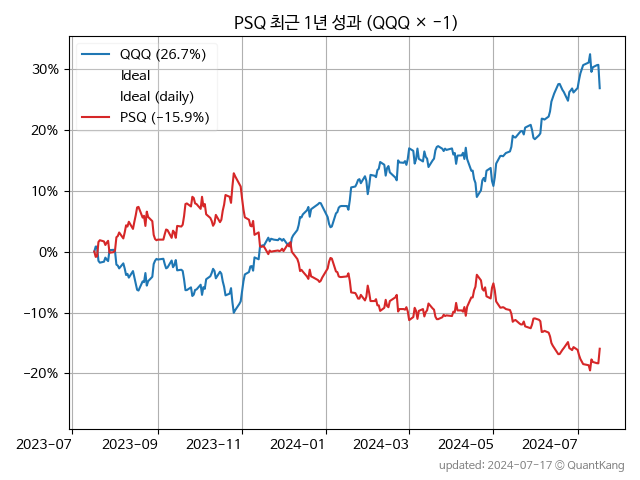 PSQ 최근 1년 성과 (QQQ × −1)
QQQ (26.7%)
Ideal
Ideal (daily)
PSQ (−15.9%)
30%
20%
10%
0%
−10%
−20%
2023−07
2023−09
2023−11
2024−01
2024−03
2024−05
2024−07
updated: 2024-07-17 © QuantKang